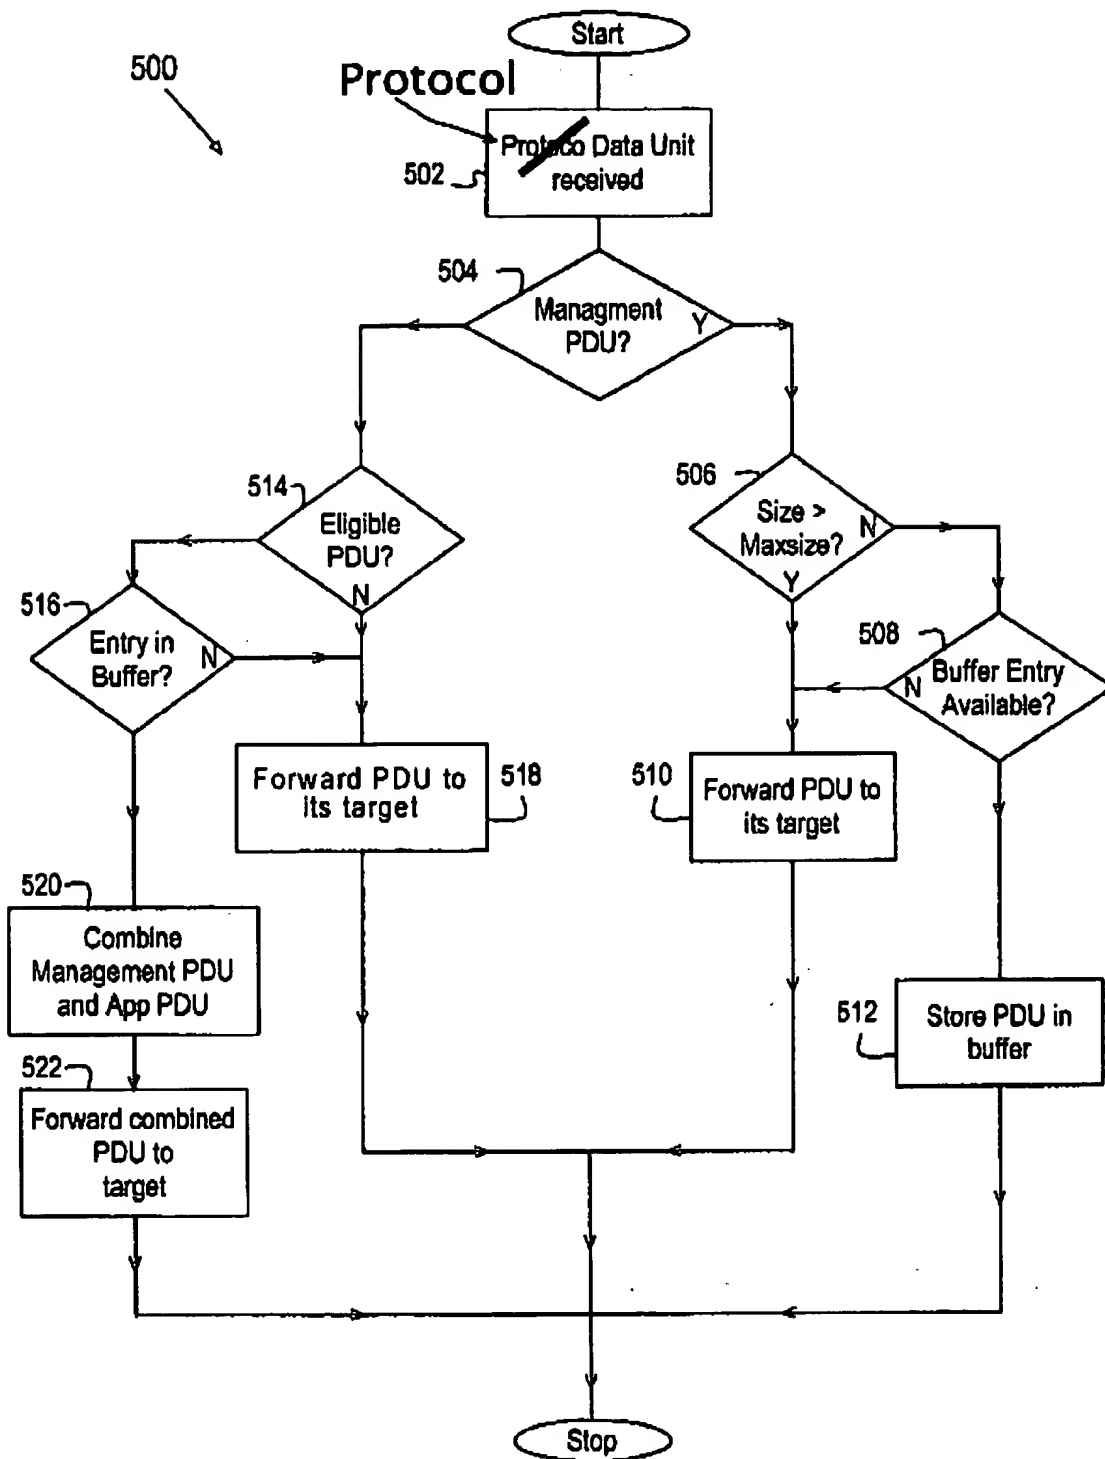 Start
500
Protocol
Protoco Data Unit
received
502
504
Managment
PDU?
Y
514
Eligible
PDU?
N
506
Size >
Maxsize?
N
Y
516
Entry in
Buffer?
N
508
Buffer Entry
Available?
N
Forward PDU to
its target
518
510
Forward PDU to
its target
520
Combine
Management PDU
and App PDU
512
Store PDU in
buffer
522
Forward combined
PDU to
target
Stop